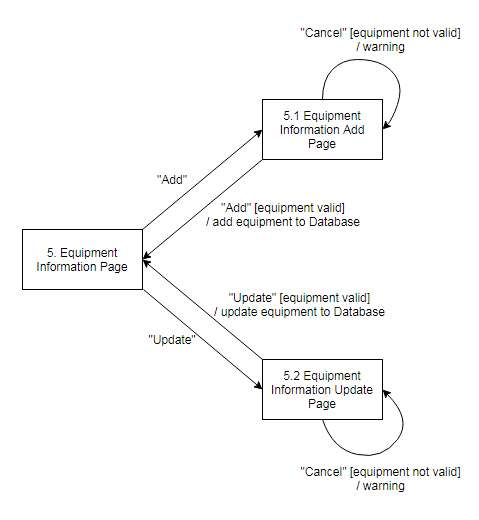 "Cancel" [equipment not valid]
/ warning
5.1 Equipment
Information Add
Page
"Add"
"Add" [equipment valid]
/ add equipment to Database
5. Equipment
Information Page
"Update" [equipment valid]
/ update equipment to Database
"Update"
5.2 Equipment
Information Update
Page
"Cancel" [equipment not valid]
/ warning